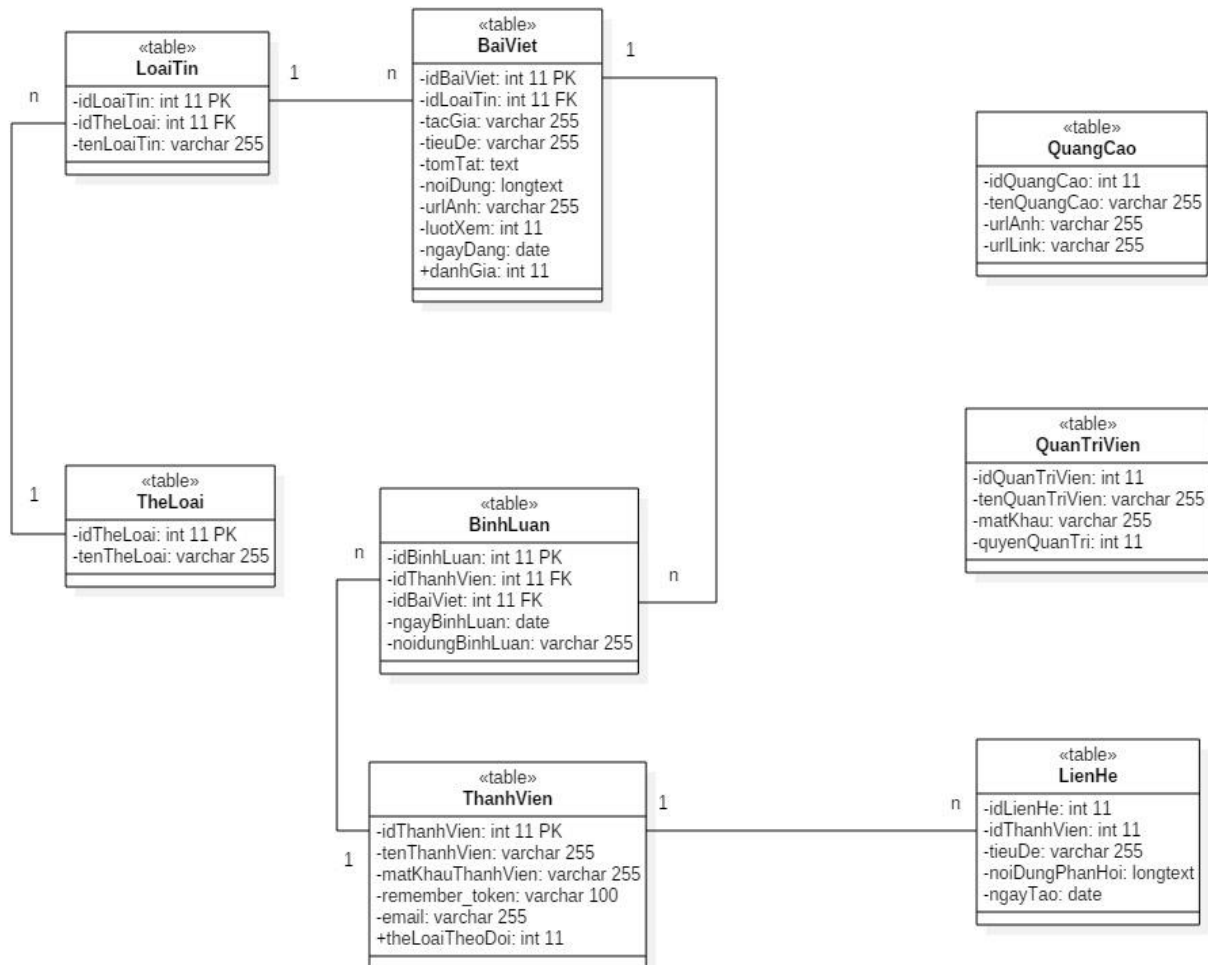 «table»
LoaiTin
-idLoaiTin: int 11 PK
-idTheLoai: int 11 FK
-tenLoaiTin: varchar 255
n
1
n
«table»
BaiViet
-idBaiViet: int 11 PK
-idLoaiTin: int 11 FK
-tacGia: varchar 255
-tieuDe: varchar 255
-tomTat: text
-noiDung: longtext
-urlAnh: varchar 255
-luotXem: int 11
-ngayDang: date
+danhGia: int 11
1
«table»
QuangCao
-idQuangCao: int 11
-tenQuangCao: varchar 255
-urlAnh: varchar 255
-urlLink: varchar 255
«table»
TheLoai
-idTheLoai: int 11 PK
-tenTheLoai: varchar 255
1
«table»
BinhLuan
-idBinhLuan: int 11 PK
-idThanhVien: int 11 FK
-idBaiViet: int 11 FK
-ngayBinhLuan: date
-noidungBinhLuan: varchar 255
n
n
«table»
QuanTriVien
-idQuanTriVien: int 11
-tenQuanTriVien: varchar 255
-matKhau: varchar 255
-quyenQuanTri: int 11
«table»
ThanhVien
-idThanhVien: int 11 PK
-tenThanhVien: varchar 255
-matKhauThanhVien: varchar 255
-remember_token: varchar 100
-email: varchar 255
+theLoaiTheoDoi: int 11
1
1
n
«table»
LienHe
-idLienHe: int 11
-idThanhVien: int 11
-tieuDe: varchar 255
-noiDungPhanHoi: longtext
-ngayTao: date